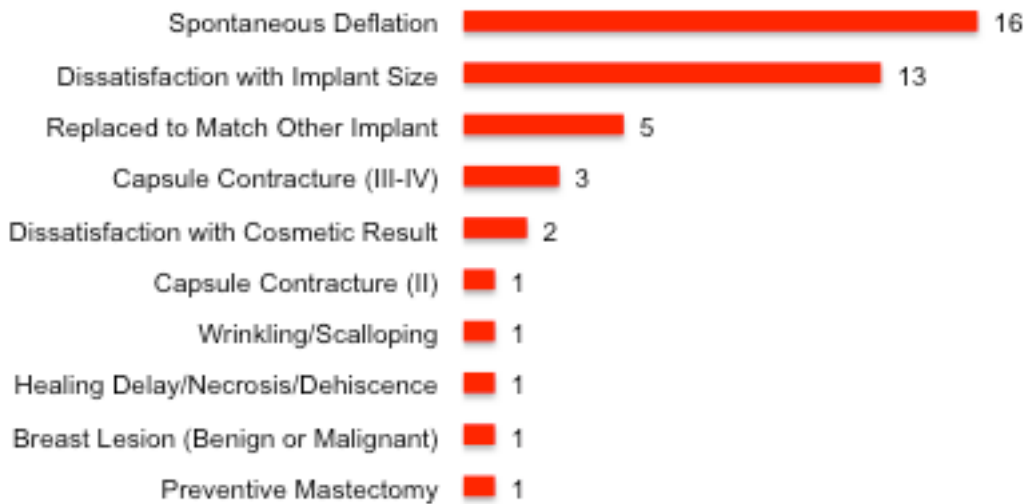 Spontaneous Deflation 16
Dissatisfaction with Implant Size 13
Replaced to Match Other Implant 5
Capsule Contracture (III-IV) 3
Dissatisfaction with Cosmetic Result 2
Capsule Contracture (II) 1
Wrinkling/Scalloping 1
Healing Delay/Necrosis/Dehiscence 1
Breast Lesion (Benign or Malignant) 1
Preventive Mastectomy 1